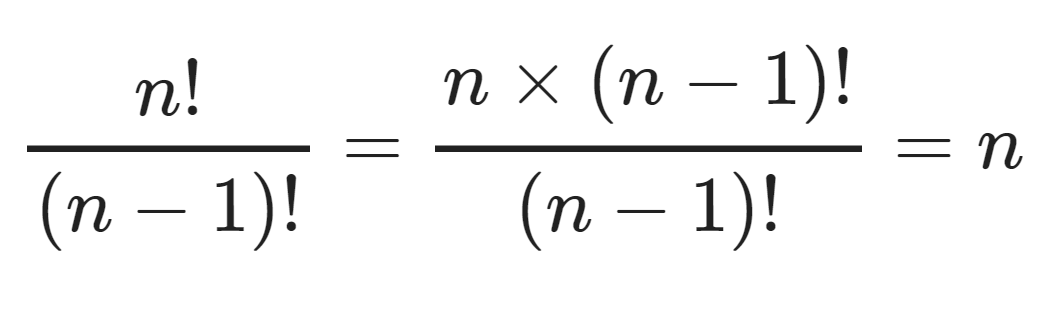 n! / (n − 1)! = n × (n − 1)! / (n − 1)! = n